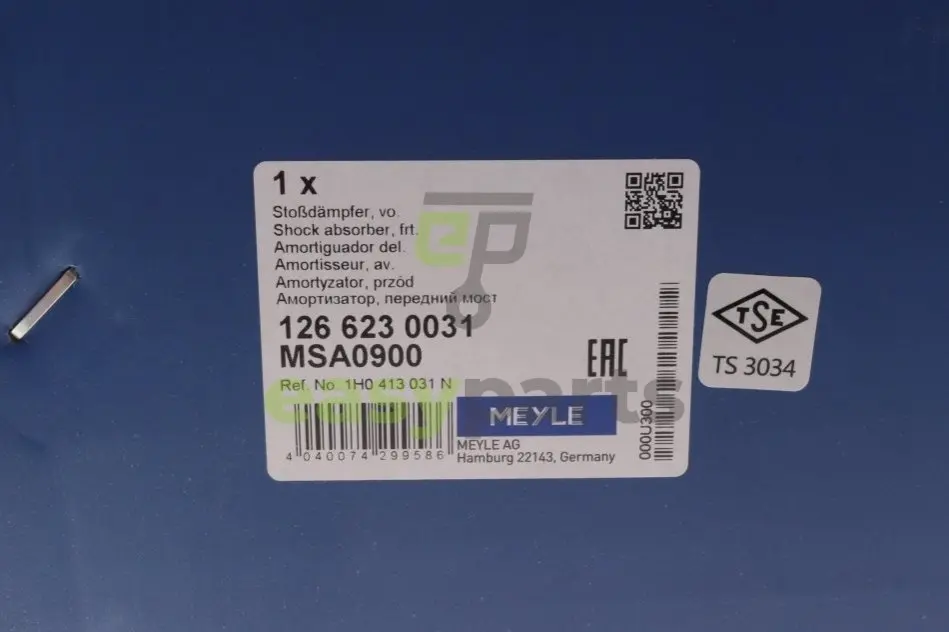 1 x
Stoßdämpfer, vo.
Shock absorber, frt.
Amortiguador del.
Amortisseur, av.
Amortyzator, przód
Амортизатор, передний мост
126 623 0031
MSA0900
Ref. No. 1H0 413 031 N
EAC
MEYLE
MEYLE AG
Hamburg 22143, Germany
4 040074 299586
000U300
TSE
TS 3034
ep
easyparts